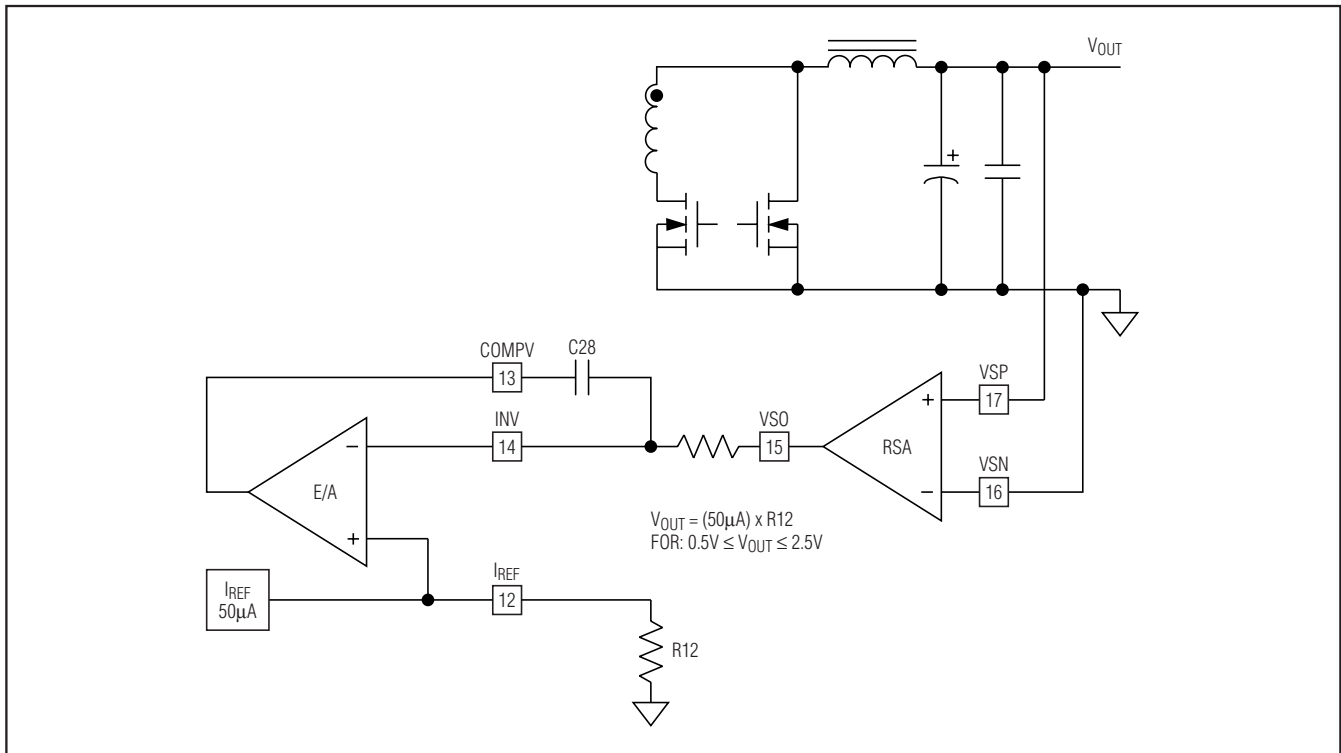 VOUT
+
COMPV
13
C28
INV
14
VSO
15
VSP
17
VSN
16
+
RSA
−
−
E/A
+
VOUT = (50μA) x R12
FOR: 0.5V ≤ VOUT ≤ 2.5V
IREF
50μA
IREF
12
R12